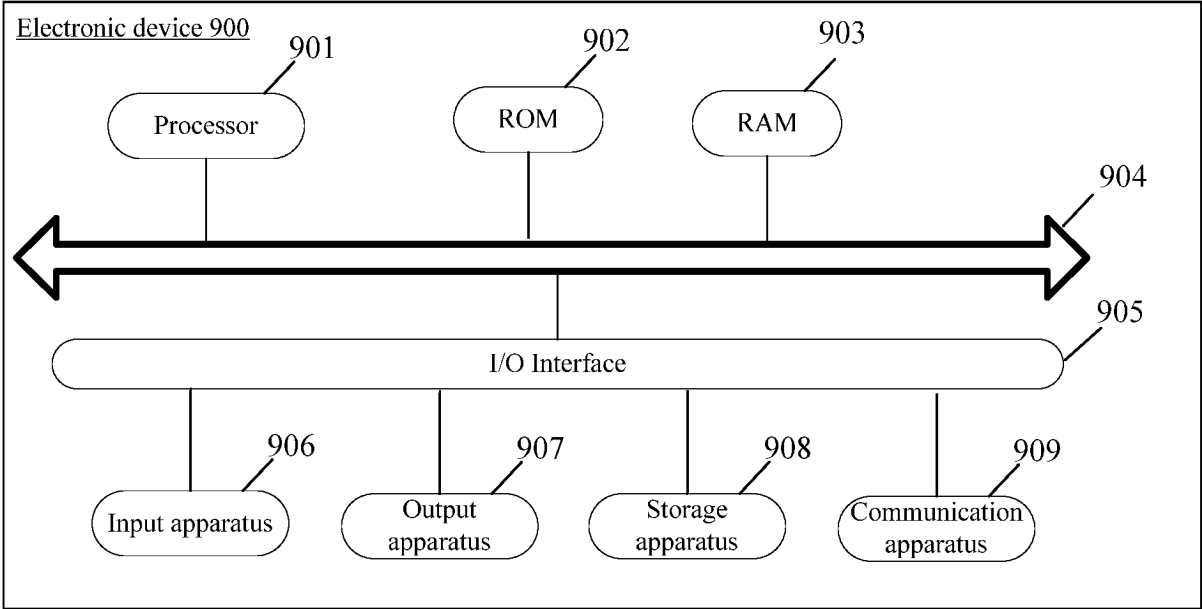 Electronic device 900
901
902
903
Processor
ROM
RAM
904
905
I/O Interface
906
907
908
909
Input apparatus
Output
apparatus
Storage
apparatus
Communication
apparatus